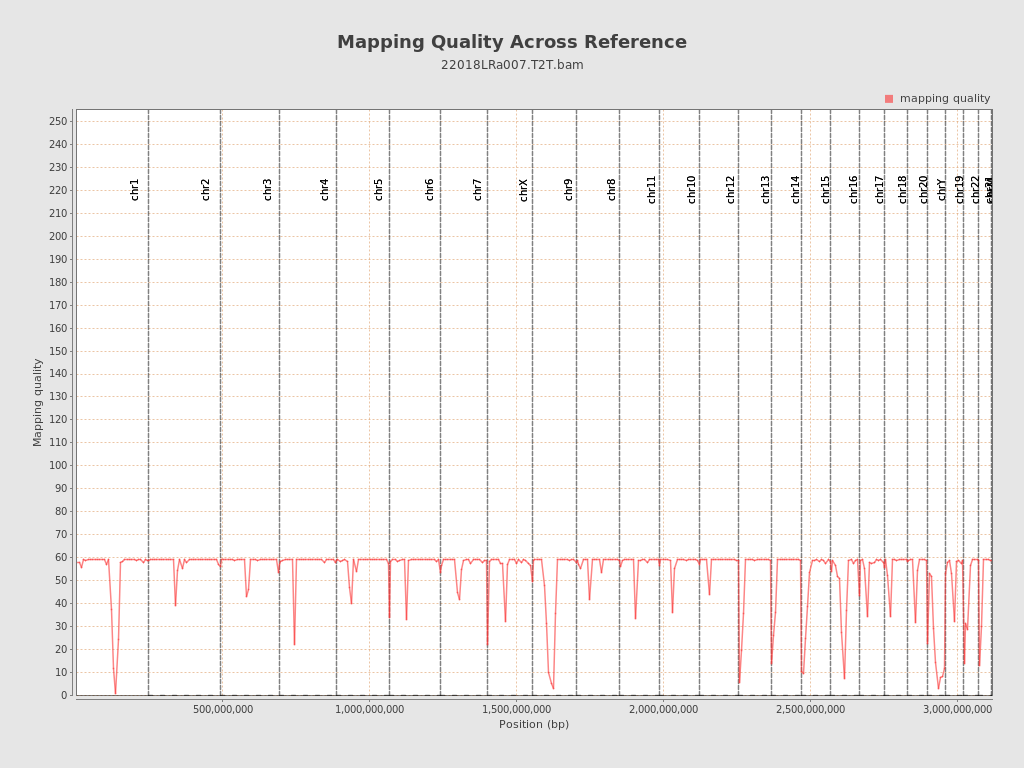 Mapping Quality Across Reference
22018LRa007.T2T.bam
mapping quality
250
240
230
220
210
200
190
180
170
160
150
140
130
120
110
100
90
80
70
60
50
40
30
20
10
0
Mapping quality
chr1
chr2
chr3
chr4
chr5
chr6
chr7
chrX
chr9
chr8
chr11
chr10
chr12
chr13
chr14
chr15
chr16
chr17
chr18
chr20
chrY
chr19
chr22
500,000,000
1,000,000,000
1,500,000,000
2,000,000,000
2,500,000,000
3,000,000,000
Position (bp)